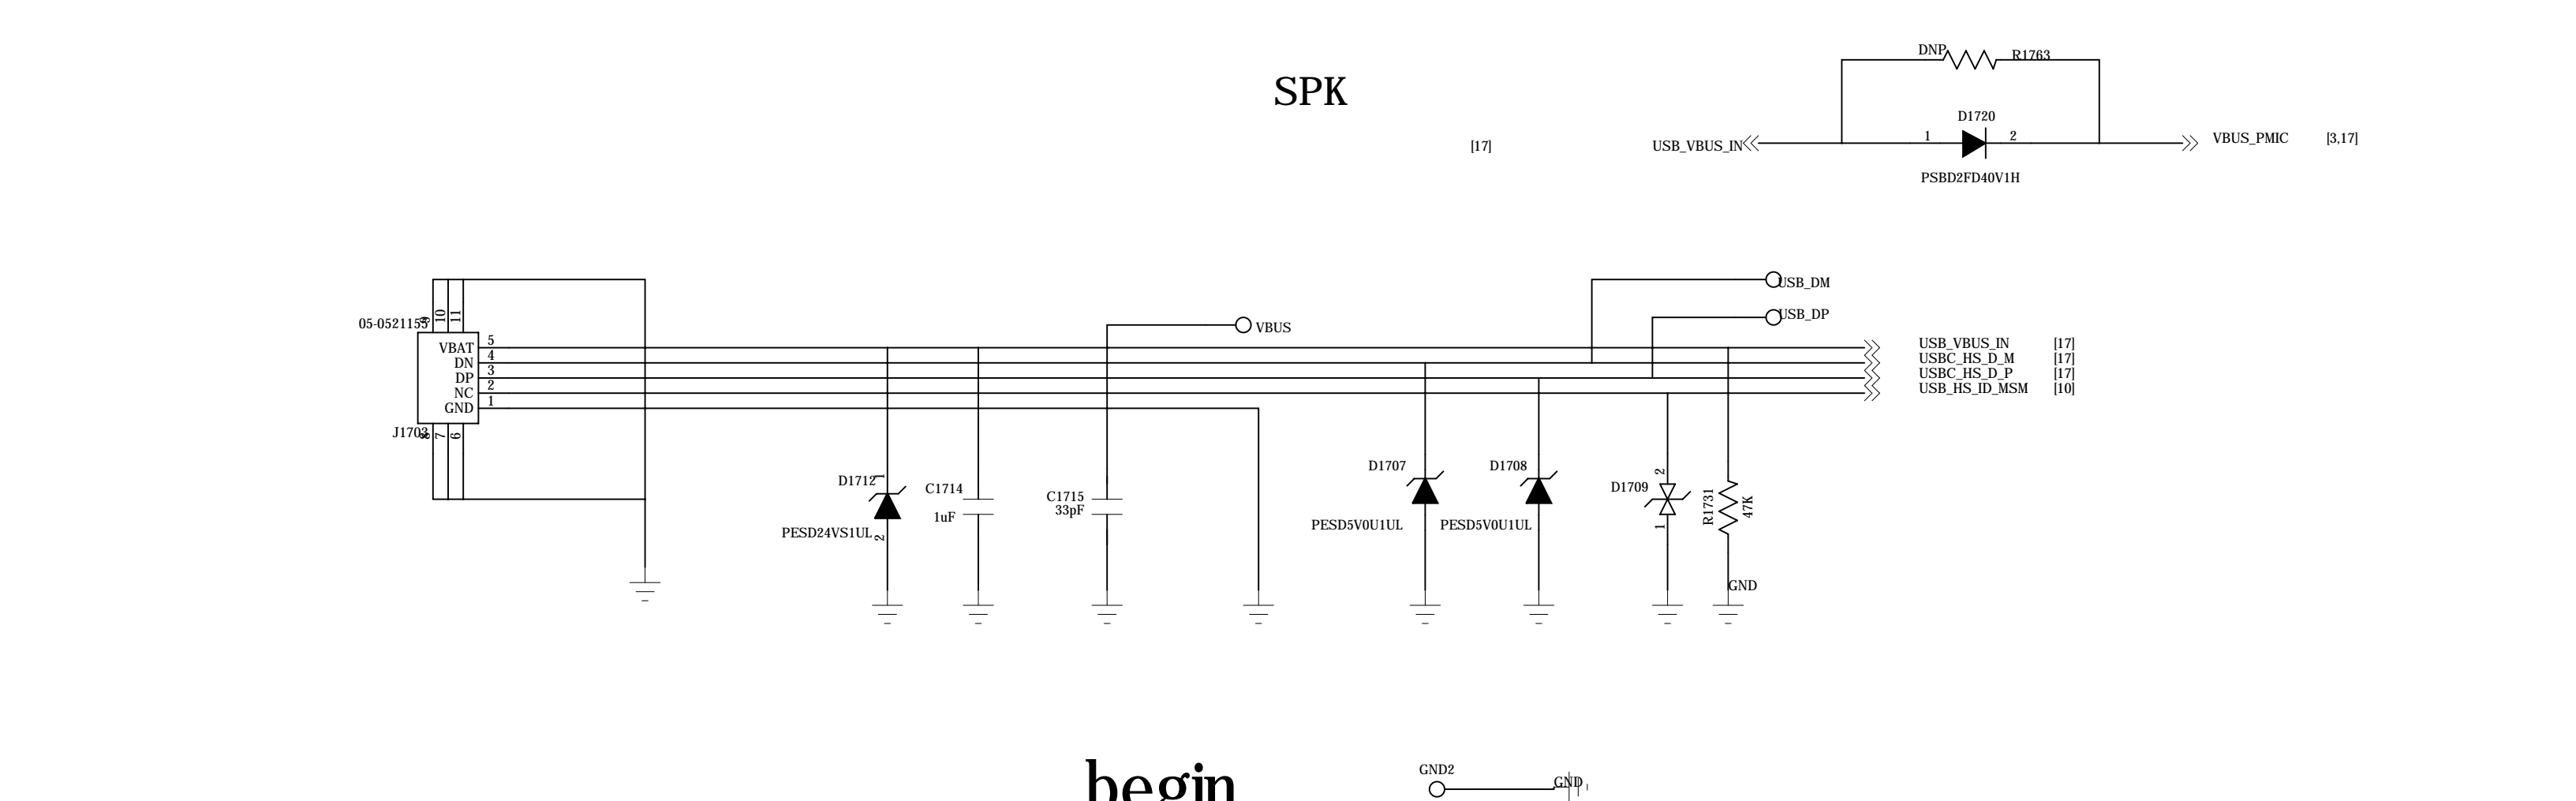 DNP R1763
SPK
D1720
[17] USB_VBUS_IN 1 2 VBUS_PMIC [3,17]
PSBD2FD40V1H
USB_DM
9 10 11
05-0521153
USB_DP
VBUS
VBAT 5 USB_VBUS_IN [17]
DN 4 USBC_HS_D_M [17]
DP 3 USBC_HS_D_P [17]
NC 2 USB_HS_ID_MSM [10]
GND 1
J1703 8 7 6
D1712 1
PESD24VS1UL 2
C1714
1uF
C1715
33pF
D1707
PESD5V0U1UL
D1708
PESD5V0U1UL
D1709 2 1
R1731 47K
GND
begin
GND2 GND